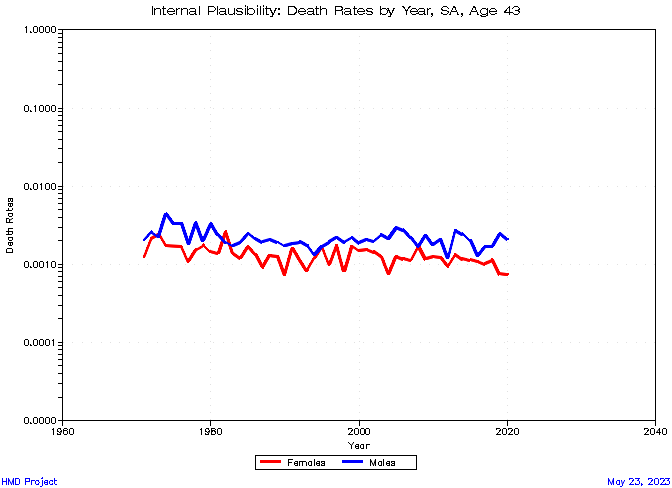 Internal Plausibility: Death Rates by Year, SA, Age 43
1.0000
0.1000
0.0100
0.0010
0.0001
0.0000
Death Rates
1960
1980
2000
2020
2040
Year
Females
Males
HMD Project
May 23, 2023